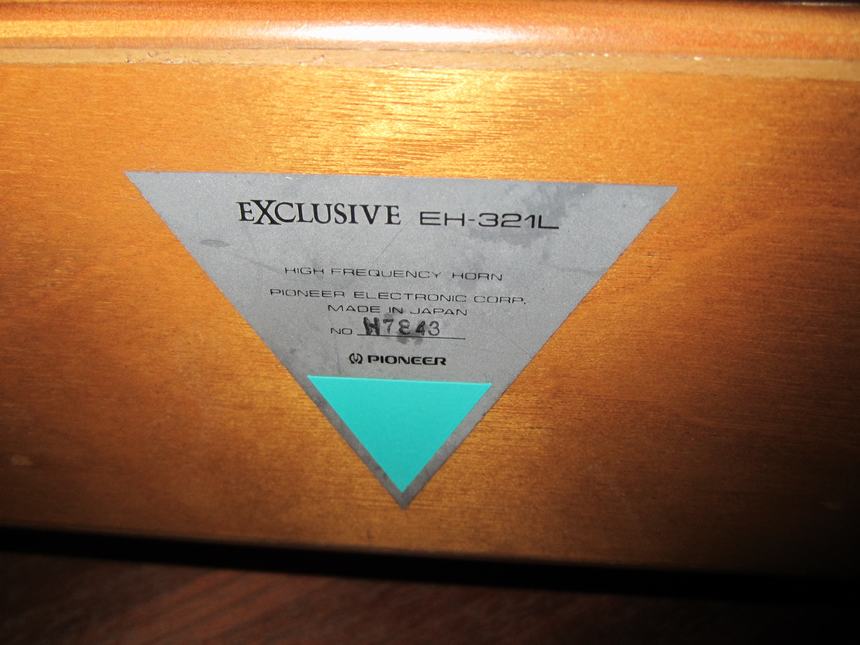 EXCLUSIVE EH-321L
HIGH FREQUENCY HORN
PIONEER ELECTRONIC CORP.
MADE IN JAPAN
NO H7843
PIONEER